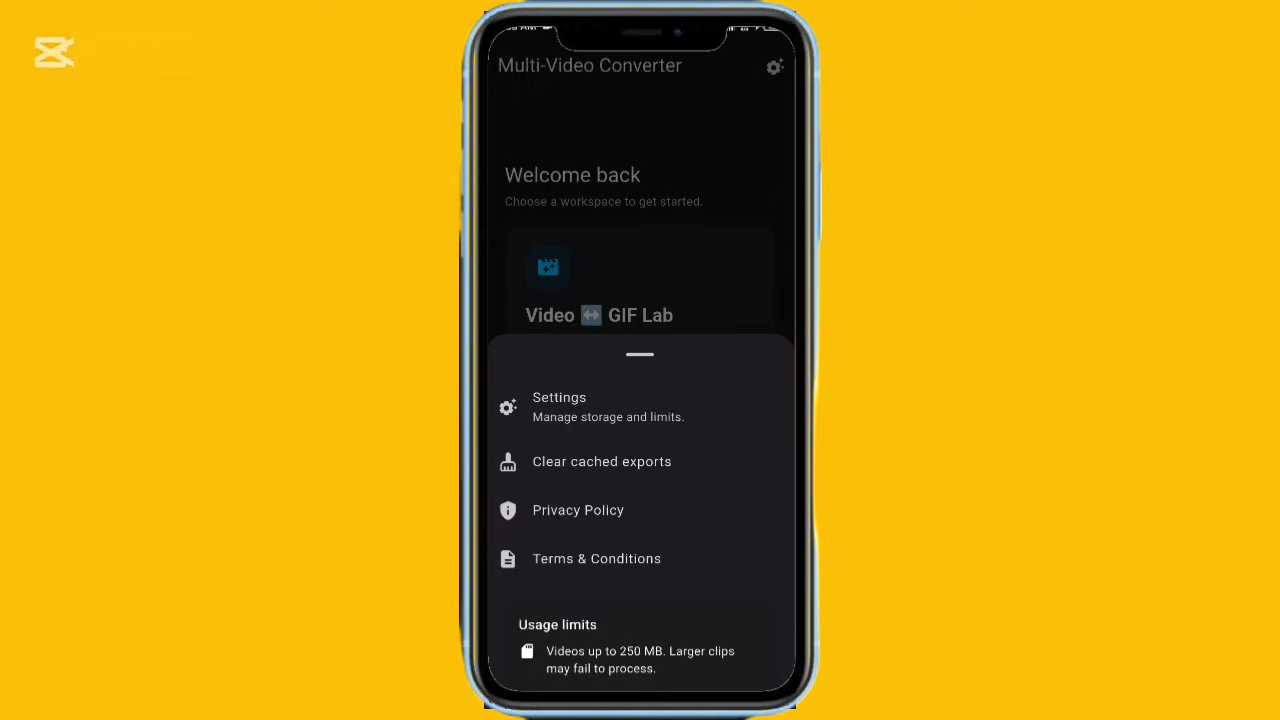 Multi-Video Converter
Welcome back
Choose a workspace to get started.
Video ↔️ GIF Lab
Settings
Manage storage and limits.
Clear cached exports
Privacy Policy
Terms & Conditions
Usage limits
Videos up to 250 MB. Larger clips
may fail to process.